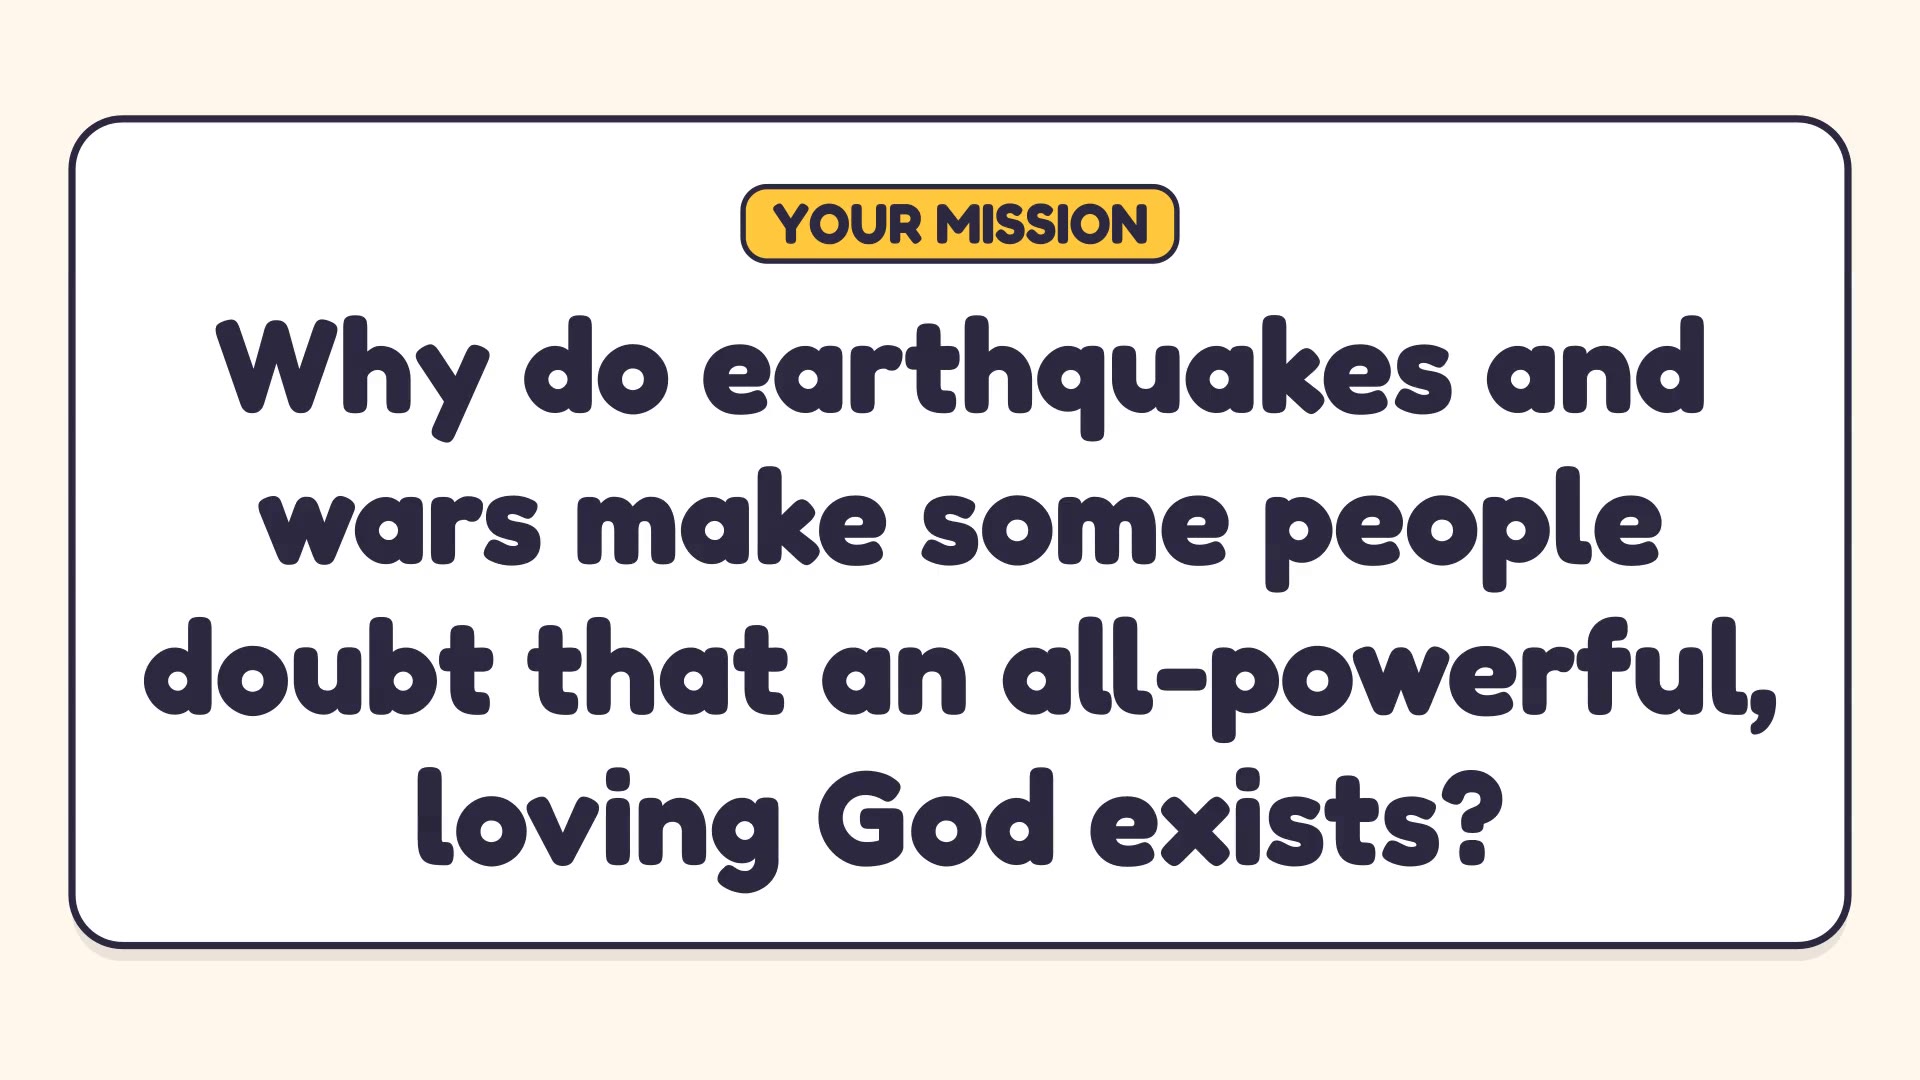 YOUR MISSION
Why do earthquakes and
wars make some people
doubt that an all-powerful,
loving God exists?